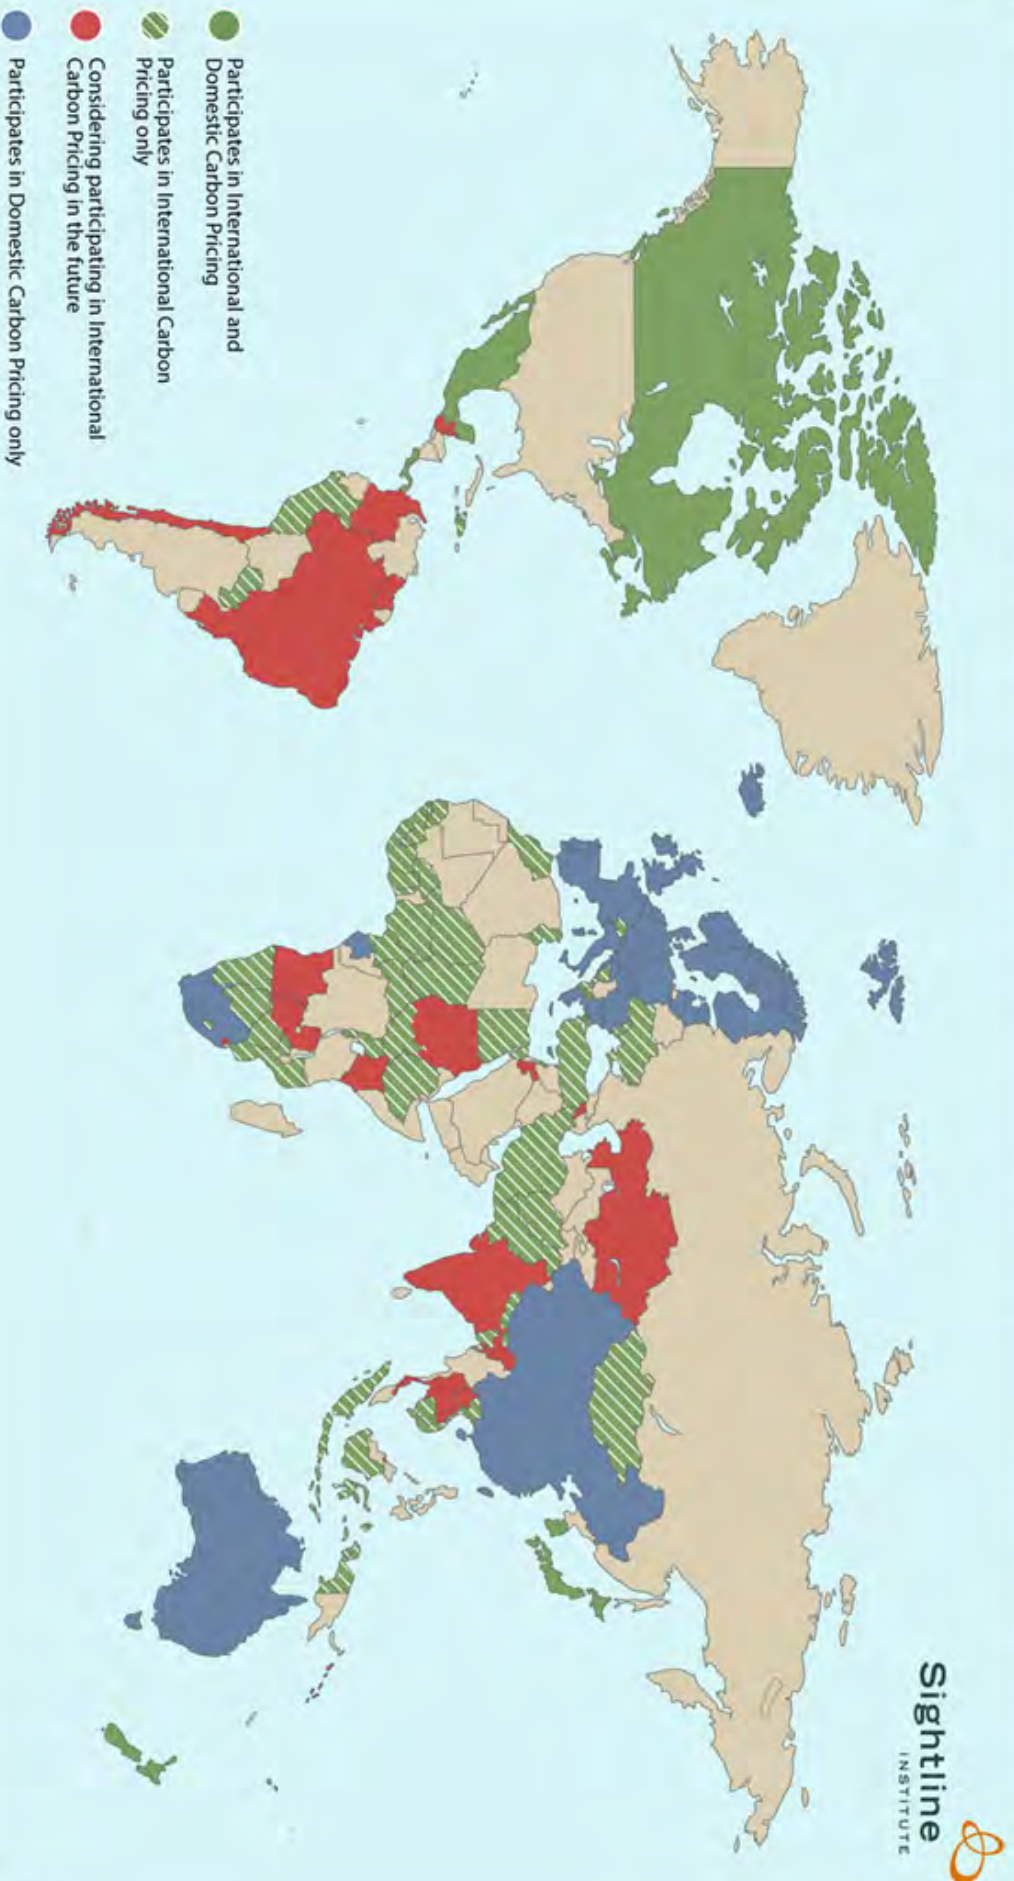 Sightline
INSTITUTE
Participates in International and
Domestic Carbon Pricing
Participates in International Carbon
Pricing only
Considering participating in International
Carbon Pricing in the future
Participates in Domestic Carbon Pricing only